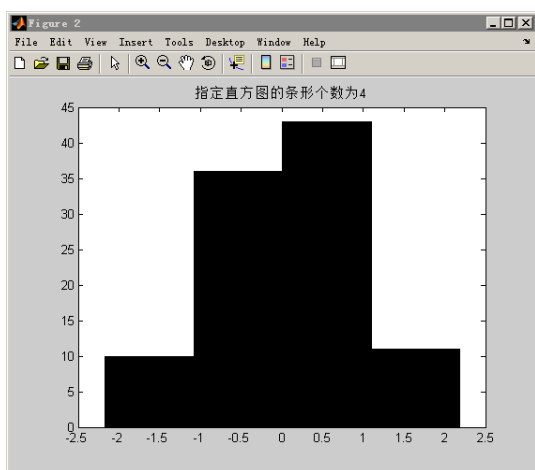 Figure 2
File Edit View Insert Tools Desktop Window Help
指定直方图的条形个数为4
45
40
35
30
25
20
15
10
5
0
-2.5 -2 -1.5 -1 -0.5 0 0.5 1 1.5 2 2.5